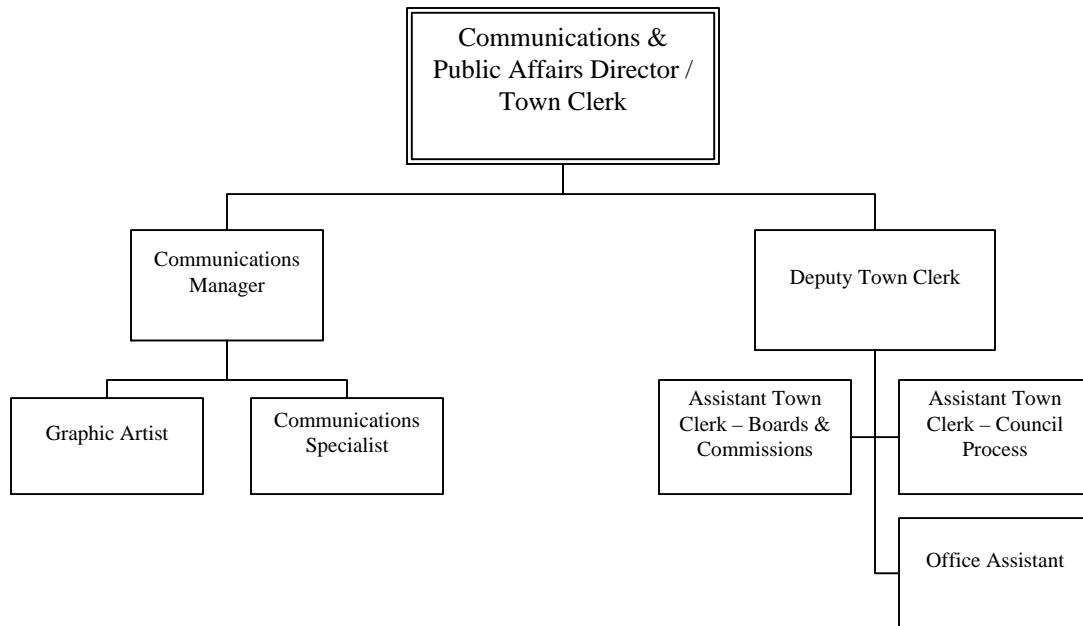 Communications &
Public Affairs Director /
Town Clerk
Communications
Manager
Deputy Town Clerk
Graphic Artist
Communications
Specialist
Assistant Town
Clerk – Boards &
Commissions
Assistant Town
Clerk – Council
Process
Office Assistant